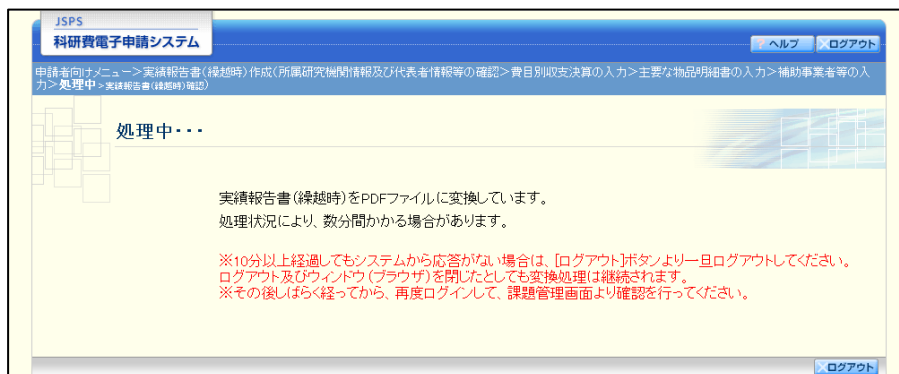 JSPS
科研費電子申請システム
? ヘルプ
ログアウト
申請者向けメニュー＞実績報告書(繰越時)作成(所属研究機関情報及び代表者情報等の確認＞費目別収支決算の入力＞主要な物品明細書の入力＞補助事業者等の入
力＞処理中＞実績報告書(繰越時)確認)
処理中・・・
実績報告書(繰越時)をPDFファイルに変換しています。
処理状況により、数分間かかる場合があります。
※10分以上経過してもシステムから応答がない場合は、[ログアウト]ボタンより一旦ログアウトしてください。
ログアウト及びウィンドウ(ブラウザ)を閉じたとしても変換処理は継続されます。
※その後しばらく経ってから、再度ログインして、課題管理画面より確認を行ってください。
ログアウト